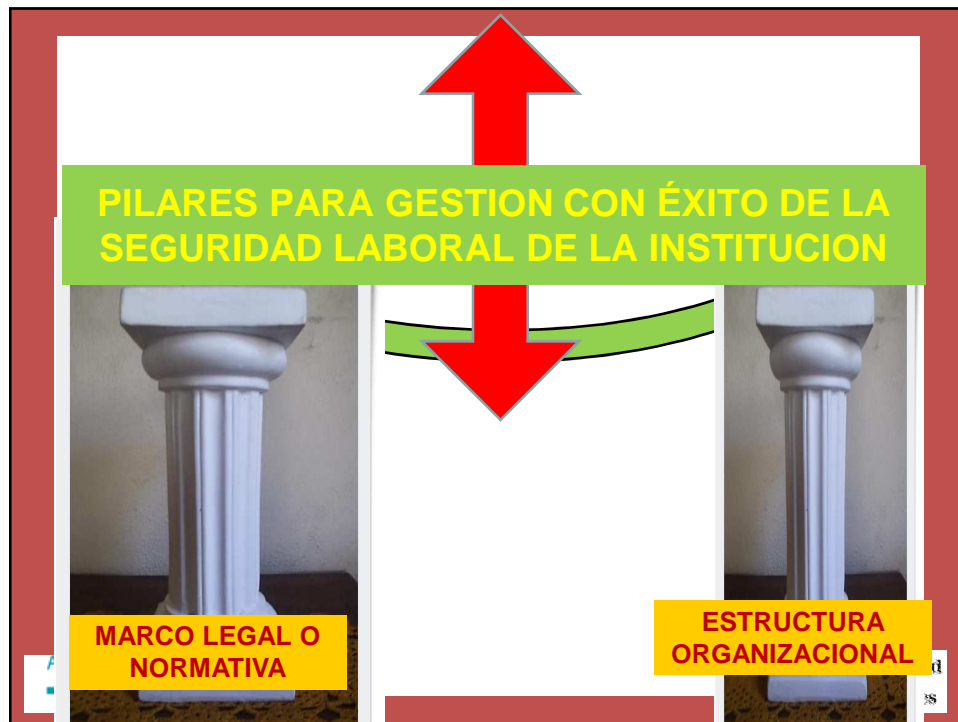 PILARES PARA GESTION CON ÉXITO DE LA
SEGURIDAD LABORAL DE LA INSTITUCION
MARCO LEGAL O
NORMATIVA
ESTRUCTURA
ORGANIZACIONAL